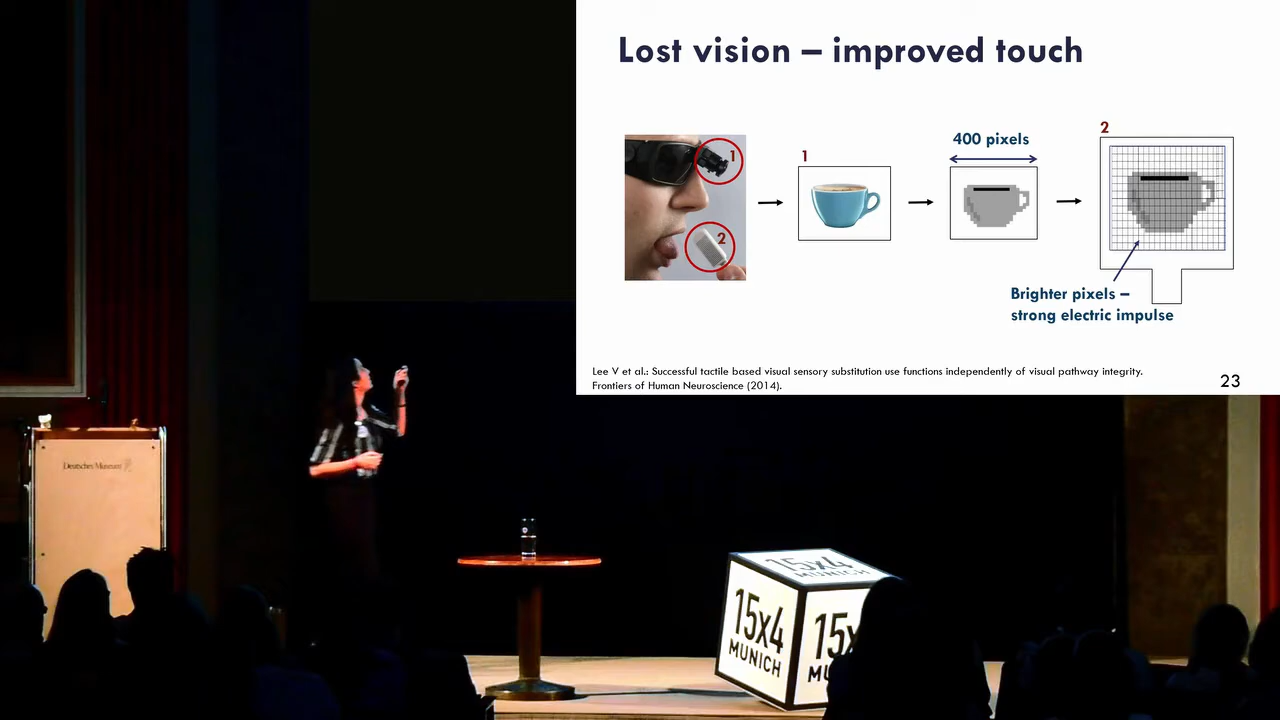 Lost vision – improved touch
1
2
1
400 pixels
2
Brighter pixels –
strong electric impulse
Lee V et al.: Successful tactile based visual sensory substitution use functions independently of visual pathway integrity.
Frontiers of Human Neuroscience (2014).
23
Deutsches Museum
15x4
MUNICH
15x4
MUNICH